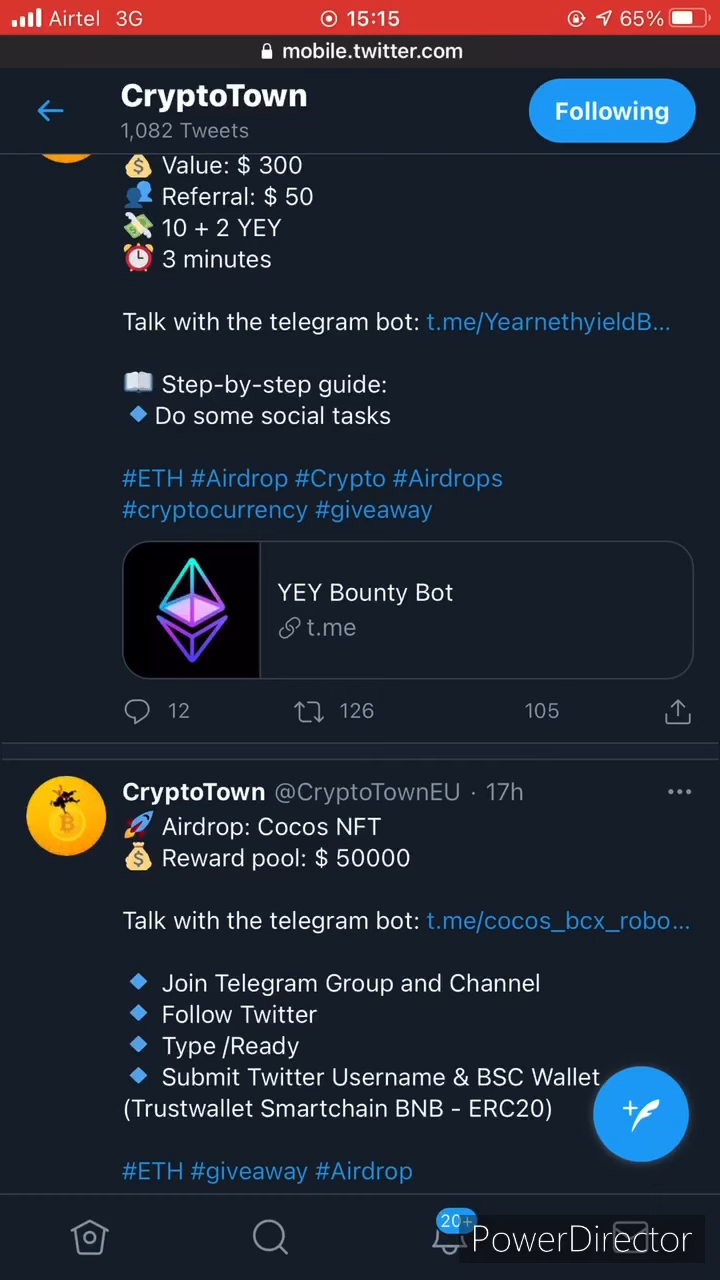 Airtel 3G 15:15 65%
mobile.twitter.com
CryptoTown
1,082 Tweets
Following
Value: $ 300
Referral: $ 50
10 + 2 YEY
3 minutes
Talk with the telegram bot: t.me/YearnethyieldB...
Step-by-step guide:
Do some social tasks
#ETH #Airdrop #Crypto #Airdrops
#cryptocurrency #giveaway
YEY Bounty Bot
t.me
12 126 105
CryptoTown @CryptoTownEU · 17h
Airdrop: Cocos NFT
Reward pool: $ 50000
Talk with the telegram bot: t.me/cocos_bcx_robo...
Join Telegram Group and Channel
Follow Twitter
Type /Ready
Submit Twitter Username & BSC Wallet
(Trustwallet Smartchain BNB - ERC20)
#ETH #giveaway #Airdrop
20+
PowerDirector